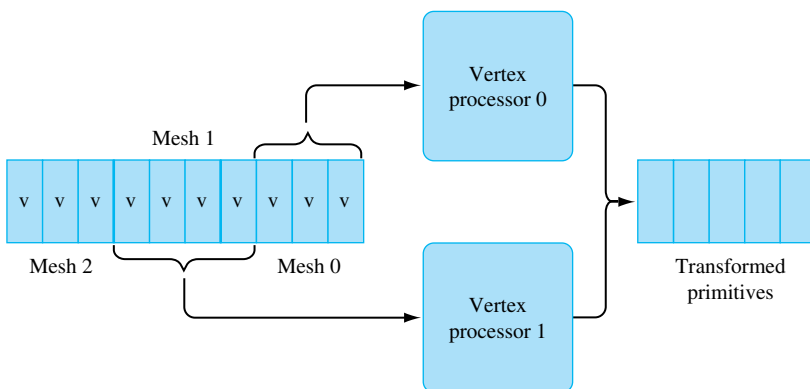 Vertex
processor 0
Mesh 1
v v v v v v v v v v
Mesh 2
Mesh 0
Vertex
processor 1
Transformed
primitives